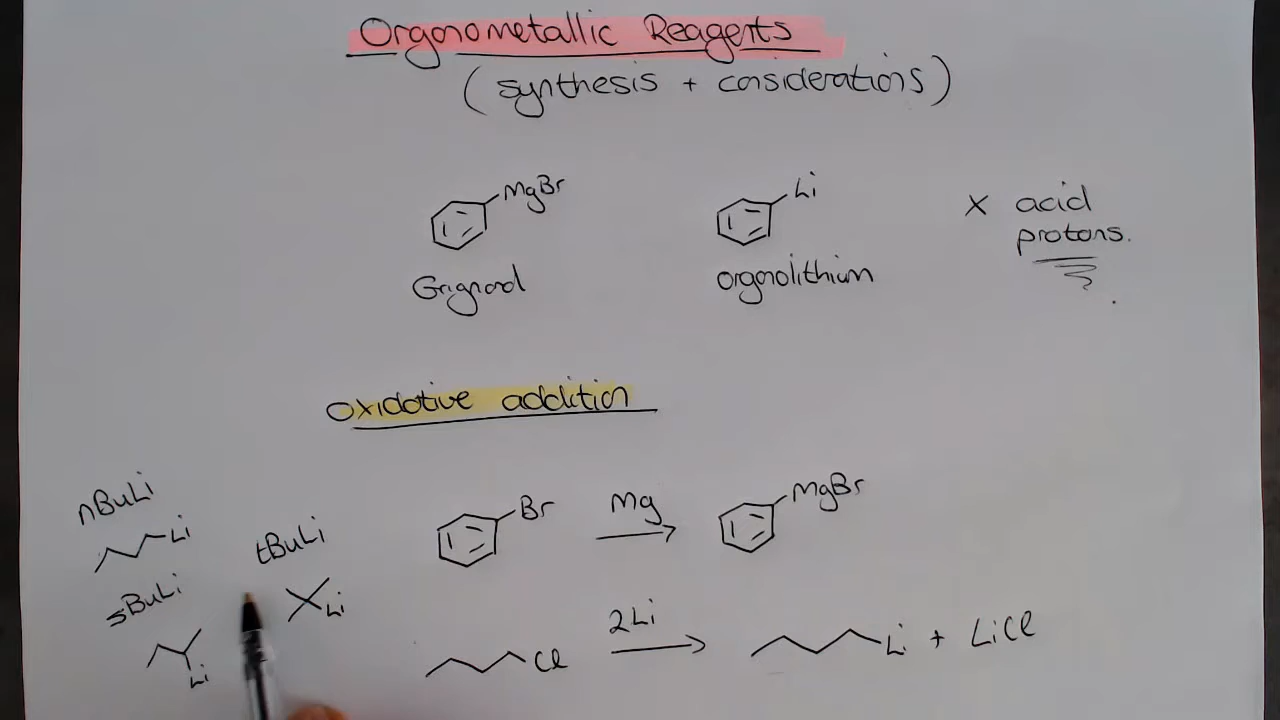 Organometallic Reagents
(synthesis + considerations)
MgBr
Li
X acid
protons.
Grignard
organolithium
oxidative addition
nBuLi
Li
tBuLi
Li
sBuLi
Li
Br
Mg
MgBr
Cl
2Li
Li + LiCl